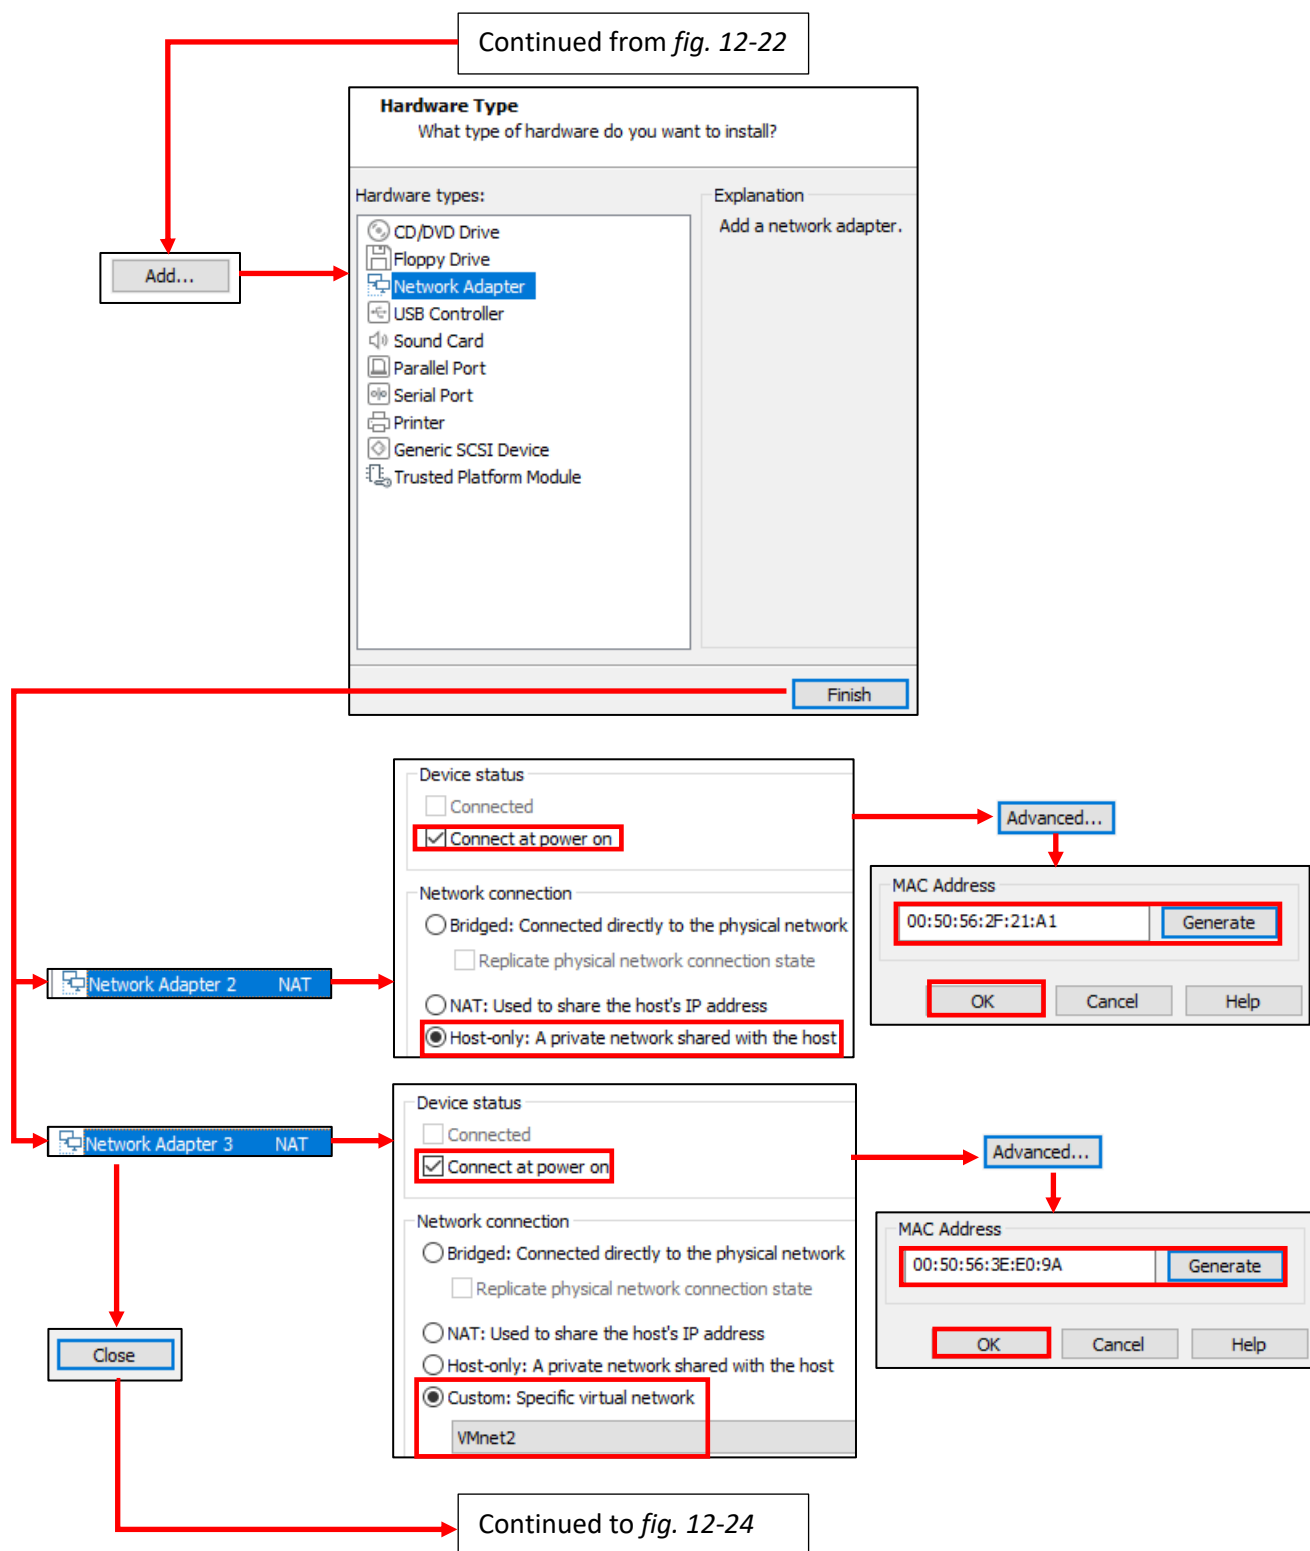 Continued from fig. 12-22
Hardware Type
What type of hardware do you want to install?
Hardware types:
Explanation
CD/DVD Drive
Add a network adapter.
Floppy Drive
Add...
Network Adapter
USB Controller
Sound Card
Parallel Port
Serial Port
Printer
Generic SCSI Device
Trusted Platform Module
Finish
Device status
Connected
Connect at power on
Network connection
Bridged: Connected directly to the physical network
Replicate physical network connection state
NAT: Used to share the host's IP address
Host-only: A private network shared with the host
Advanced...
MAC Address
00:50:56:2F:21:A1 Generate
OK Cancel Help
Network Adapter 2 NAT
Network Adapter 3 NAT
Device status
Connected
Connect at power on
Network connection
Bridged: Connected directly to the physical network
Replicate physical network connection state
NAT: Used to share the host's IP address
Host-only: A private network shared with the host
Custom: Specific virtual network
VMnet2
Advanced...
MAC Address
00:50:56:3E:E0:9A Generate
OK Cancel Help
Close
Continued to fig. 12-24